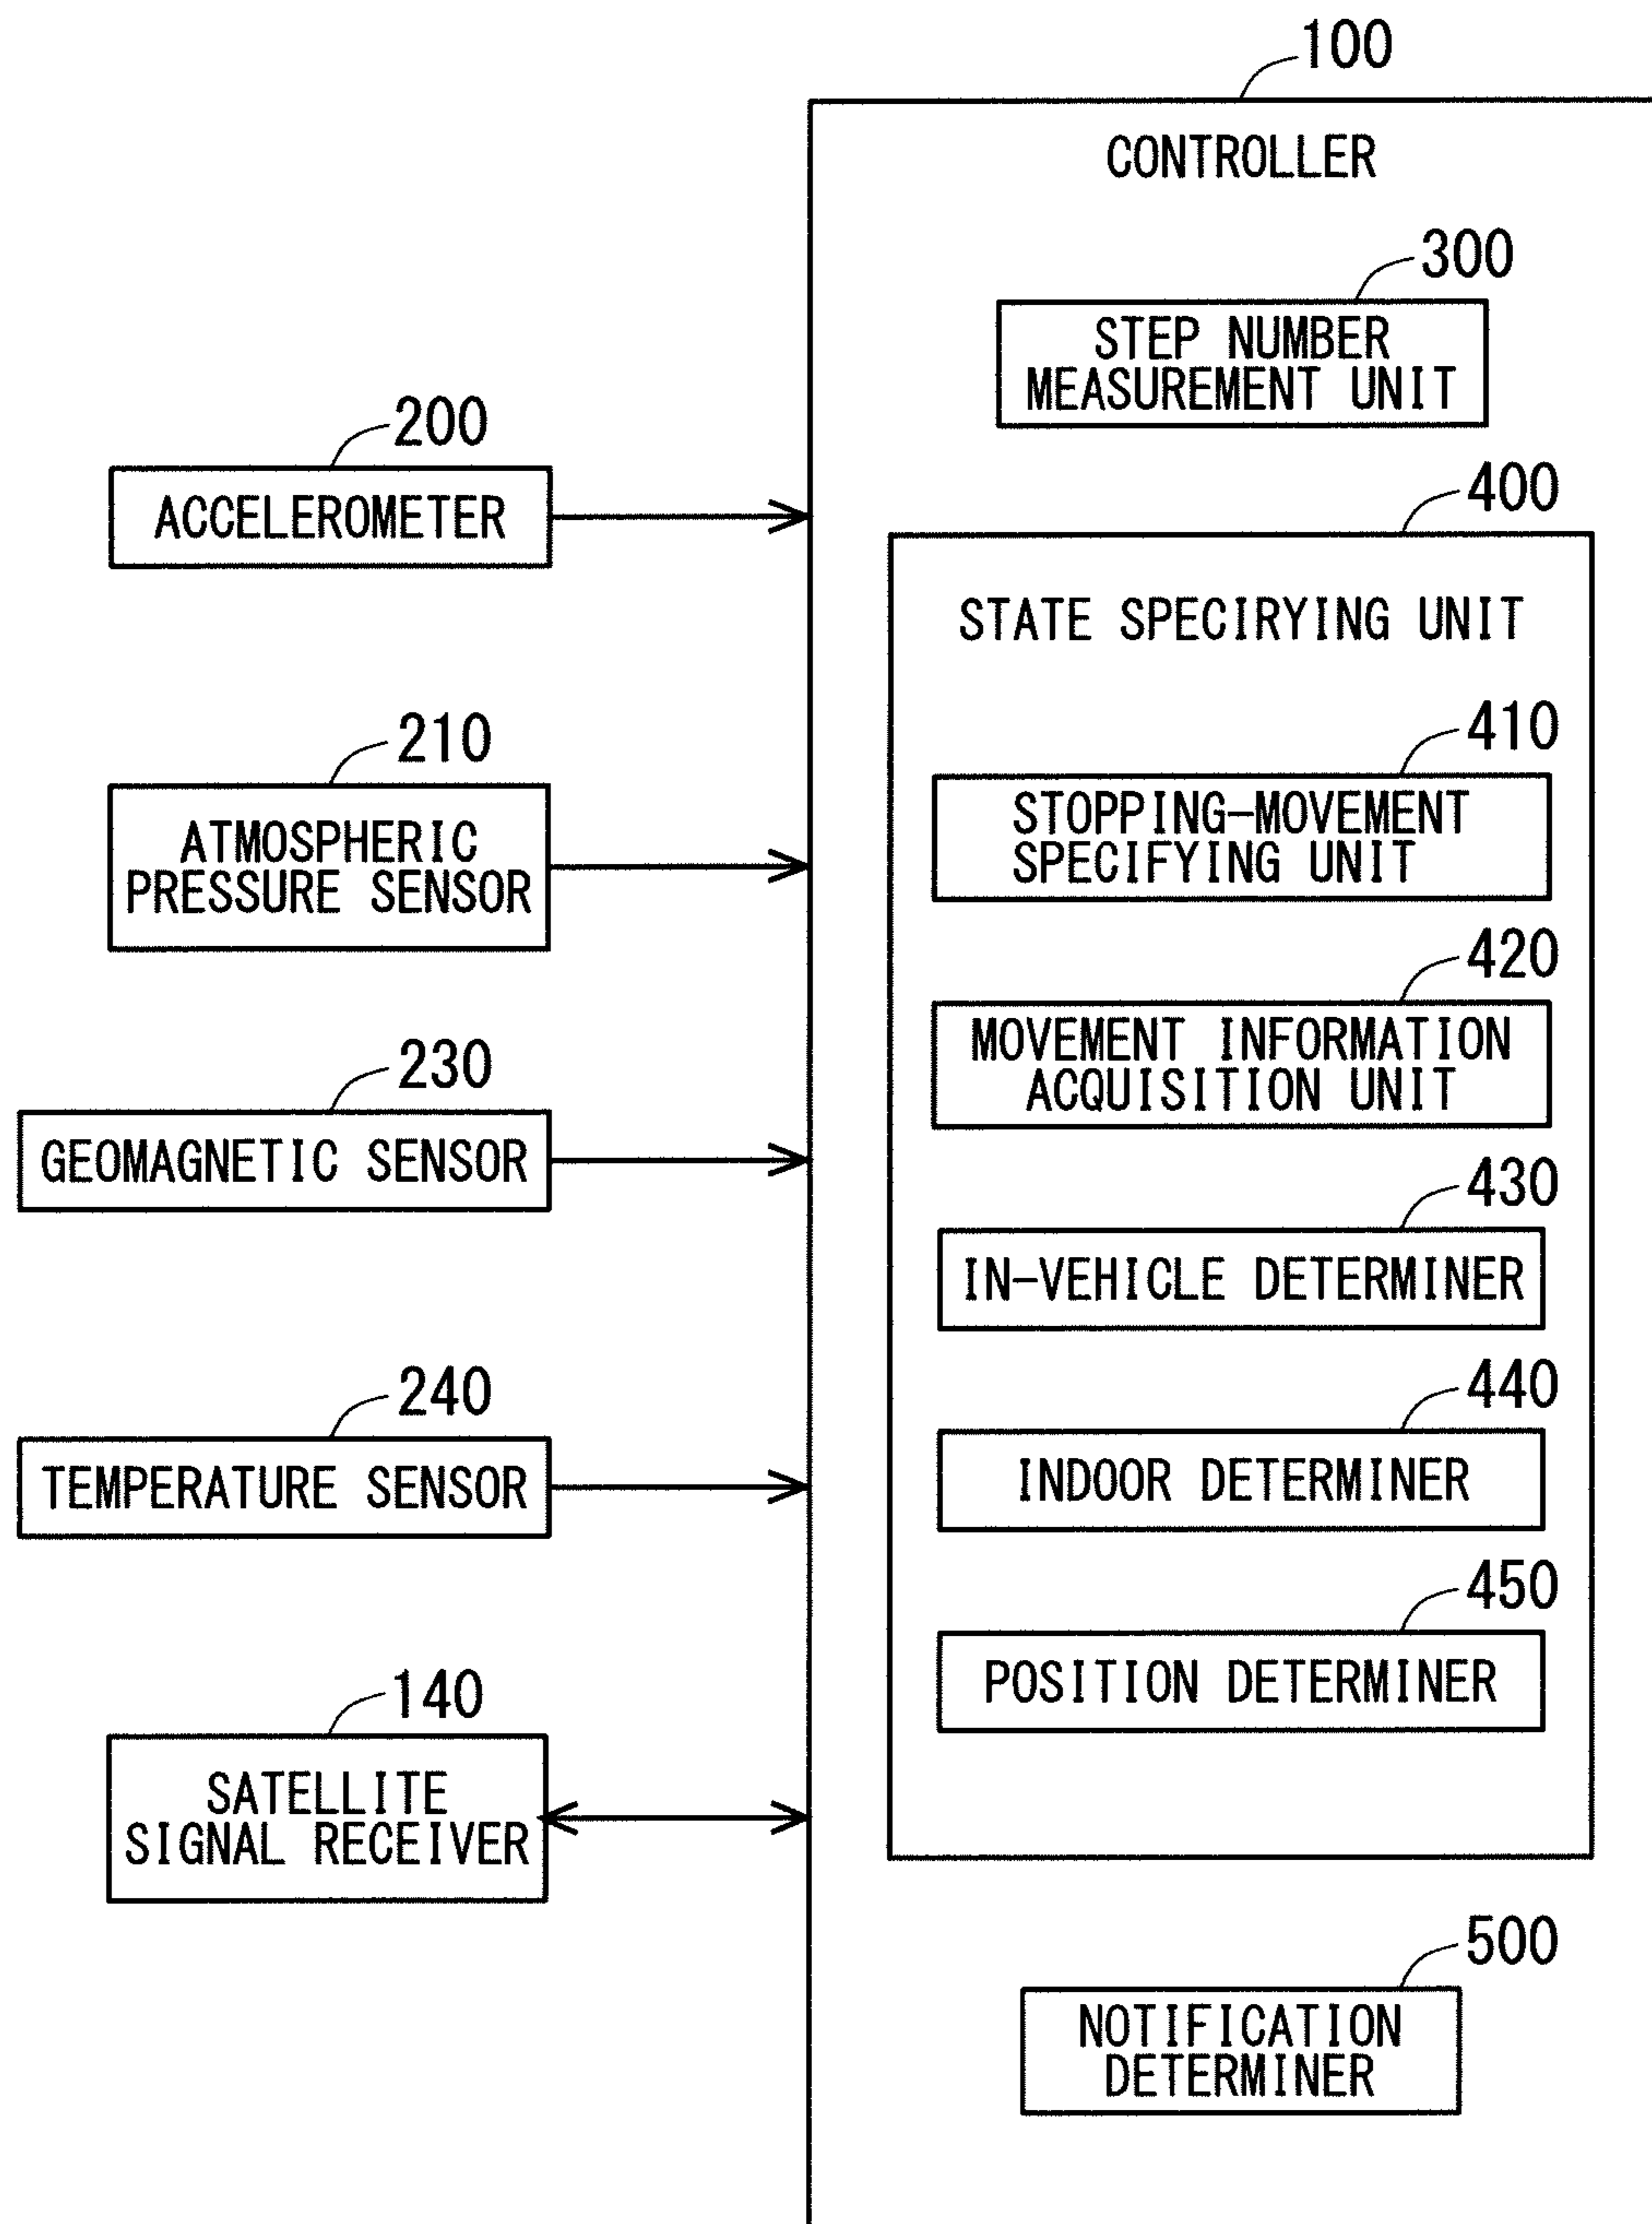 100
CONTROLLER
300
STEP NUMBER
MEASUREMENT UNIT
200
ACCELEROMETER
400
STATE SPECIRYING UNIT
210
ATMOSPHERIC
PRESSURE SENSOR
410
STOPPING-MOVEMENT
SPECIFYING UNIT
420
MOVEMENT INFORMATION
ACQUISITION UNIT
230
GEOMAGNETIC SENSOR
430
IN-VEHICLE DETERMINER
240
TEMPERATURE SENSOR
440
INDOOR DETERMINER
450
POSITION DETERMINER
140
SATELLITE
SIGNAL RECEIVER
500
NOTIFICATION
DETERMINER